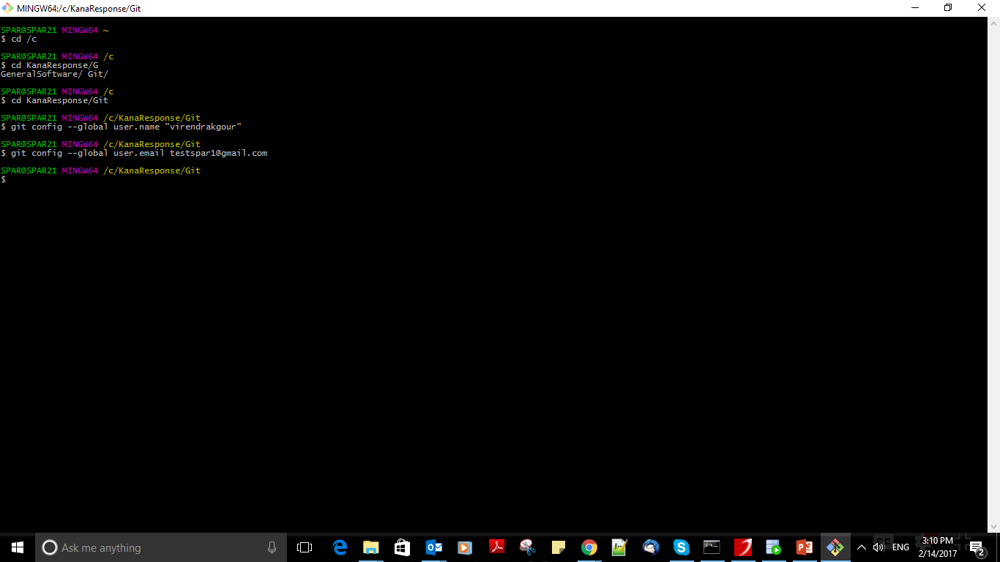 MINGW64:/c/KanaResponse/Git
SPAR@SPAR21 MINGW64 ~
$ cd /c
SPAR@SPAR21 MINGW64 /c
$ cd KanaResponse/G
GeneralSoftware/ Git/
SPAR@SPAR21 MINGW64 /c
$ cd KanaResponse/Git
SPAR@SPAR21 MINGW64 /c/KanaResponse/Git
$ git config --global user.name "virendrakgour"
SPAR@SPAR21 MINGW64 /c/KanaResponse/Git
$ git config --global user.email testspar1@gmail.com
SPAR@SPAR21 MINGW64 /c/KanaResponse/Git
$
Ask me anything
ENG
3:10 PM
2/14/2017
2